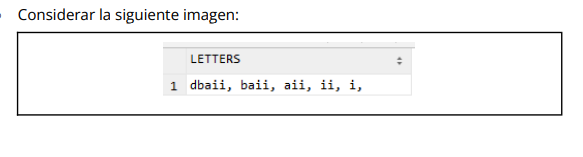 Considerar la siguiente imagen:
LETTERS
1 dbaii, baii, aii, ii, i,